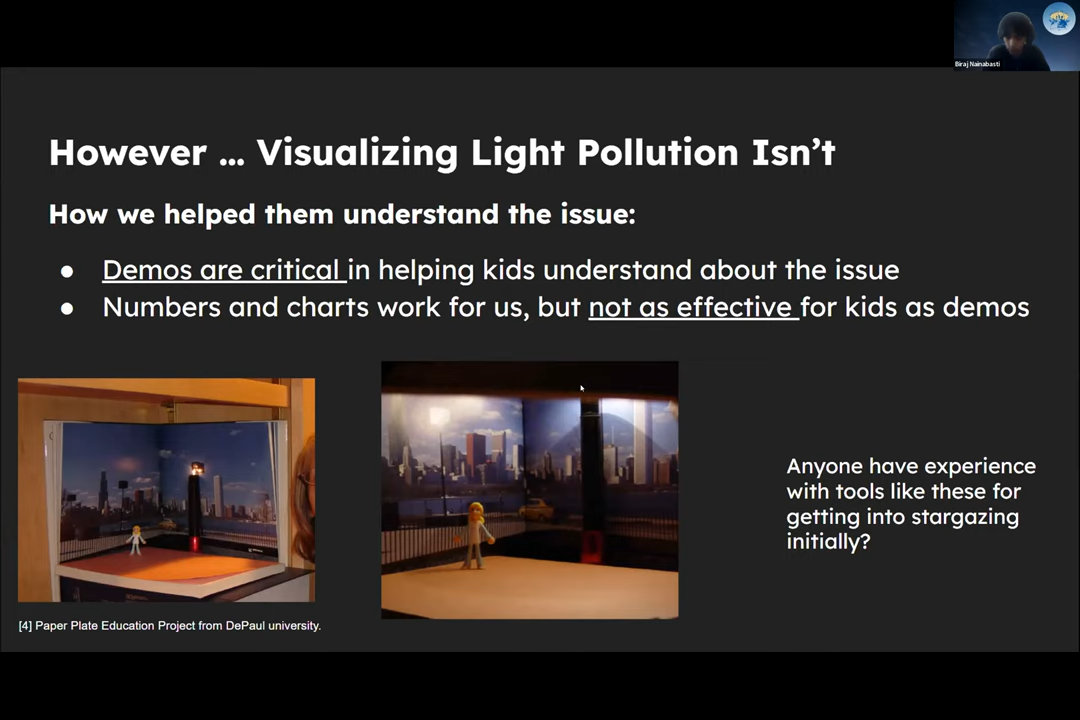 Biraj Nainabasti
However ... Visualizing Light Pollution Isn't
How we helped them understand the issue:
● Demos are critical in helping kids understand about the issue
● Numbers and charts work for us, but not as effective for kids as demos
Anyone have experience
with tools like these for
getting into stargazing
initially?
[4] Paper Plate Education Project from DePaul university.